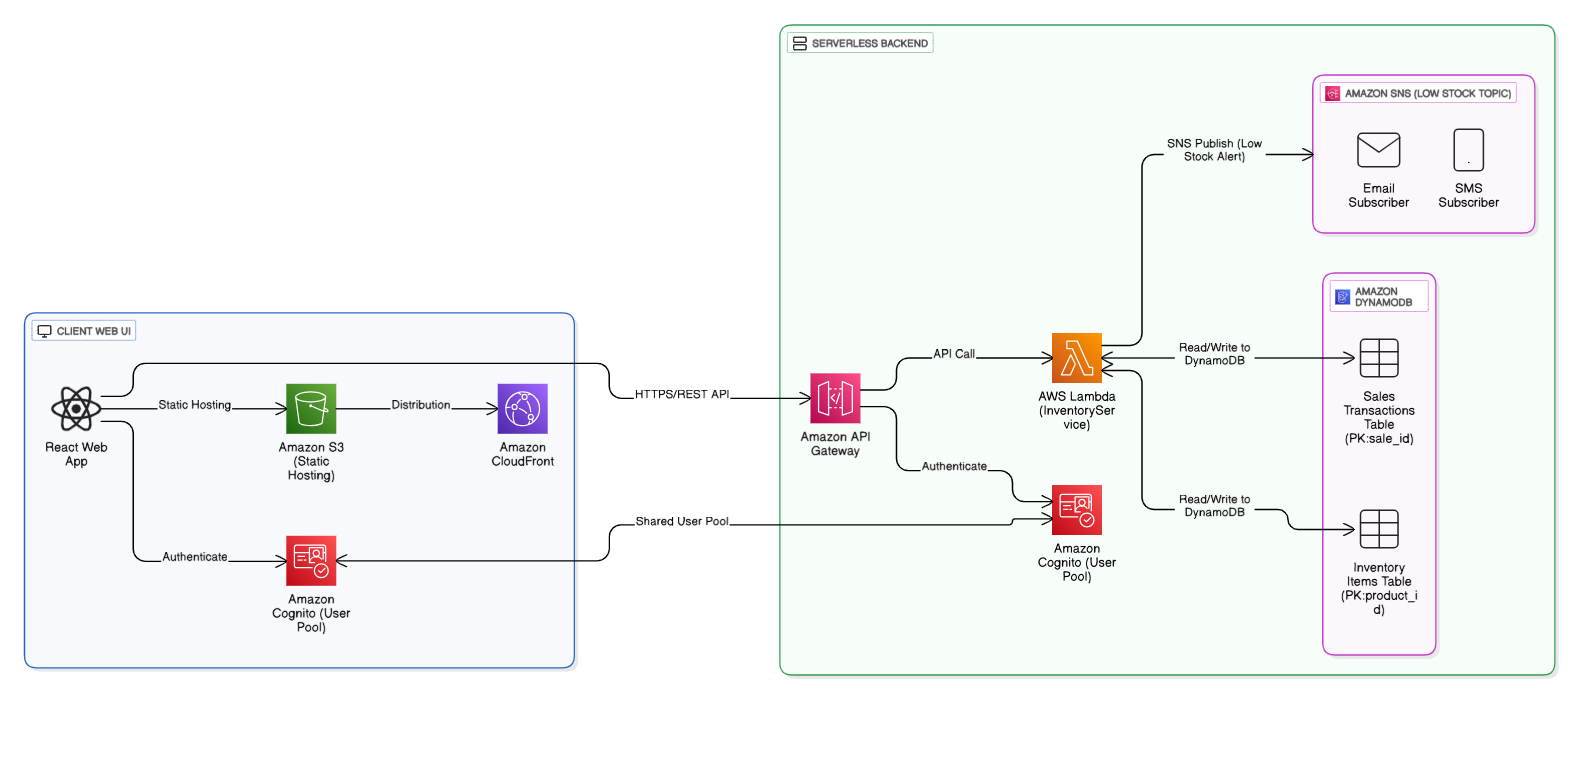 SERVERLESS BACKEND
AMAZON SNS (LOW STOCK TOPIC)
SNS Publish (Low
Stock Alert)
Email
Subscriber
SMS
Subscriber
AMAZON
DYNAMODB
CLIENT WEB UI
Static Hosting
Distribution
HTTPS/REST API
React Web
App
Amazon S3
(Static
Hosting)
Amazon
CloudFront
Authenticate
Amazon
Cognito (User
Pool)
Shared User Pool
Amazon API
Gateway
API Call
Authenticate
AWS Lambda
(InventorySer
vice)
Amazon
Cognito (User
Pool)
Read/Write to
DynamoDB
Sales
Transactions
Table
(PK:sale_id)
Read/Write to
DynamoDB
Inventory
Items Table
(PK:product_i
d)